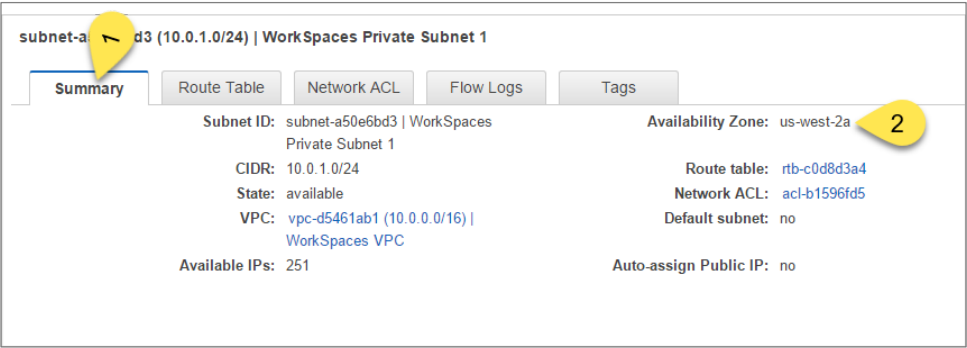 subnet-a5 1 d3 (10.0.1.0/24) | WorkSpaces Private Subnet 1
Summary Route Table Network ACL Flow Logs Tags
Subnet ID: subnet-a50e6bd3 | WorkSpaces
Private Subnet 1
CIDR: 10.0.1.0/24
State: available
VPC: vpc-d5461ab1 (10.0.0.0/16) |
WorkSpaces VPC
Available IPs: 251
Availability Zone: us-west-2a 2
Route table: rtb-c0d8d3a4
Network ACL: acl-b1596fd5
Default subnet: no
Auto-assign Public IP: no